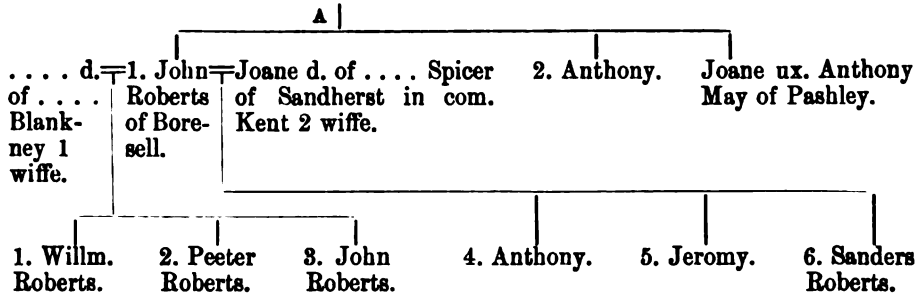 A
. . . . d. 1. John Joane d. of . . . . Spicer 2. Anthony. Joane ux. Anthony
of . . . . Roberts of Sandherst in com. May of Pashley.
Blank- of Bore- Kent 2 wiffe.
ney 1 sell.
wiffe.
1. Willm. 2. Peeter 3. John 4. Anthony. 5. Jeromy. 6. Sanders
Roberts. Roberts. Roberts. Roberts.